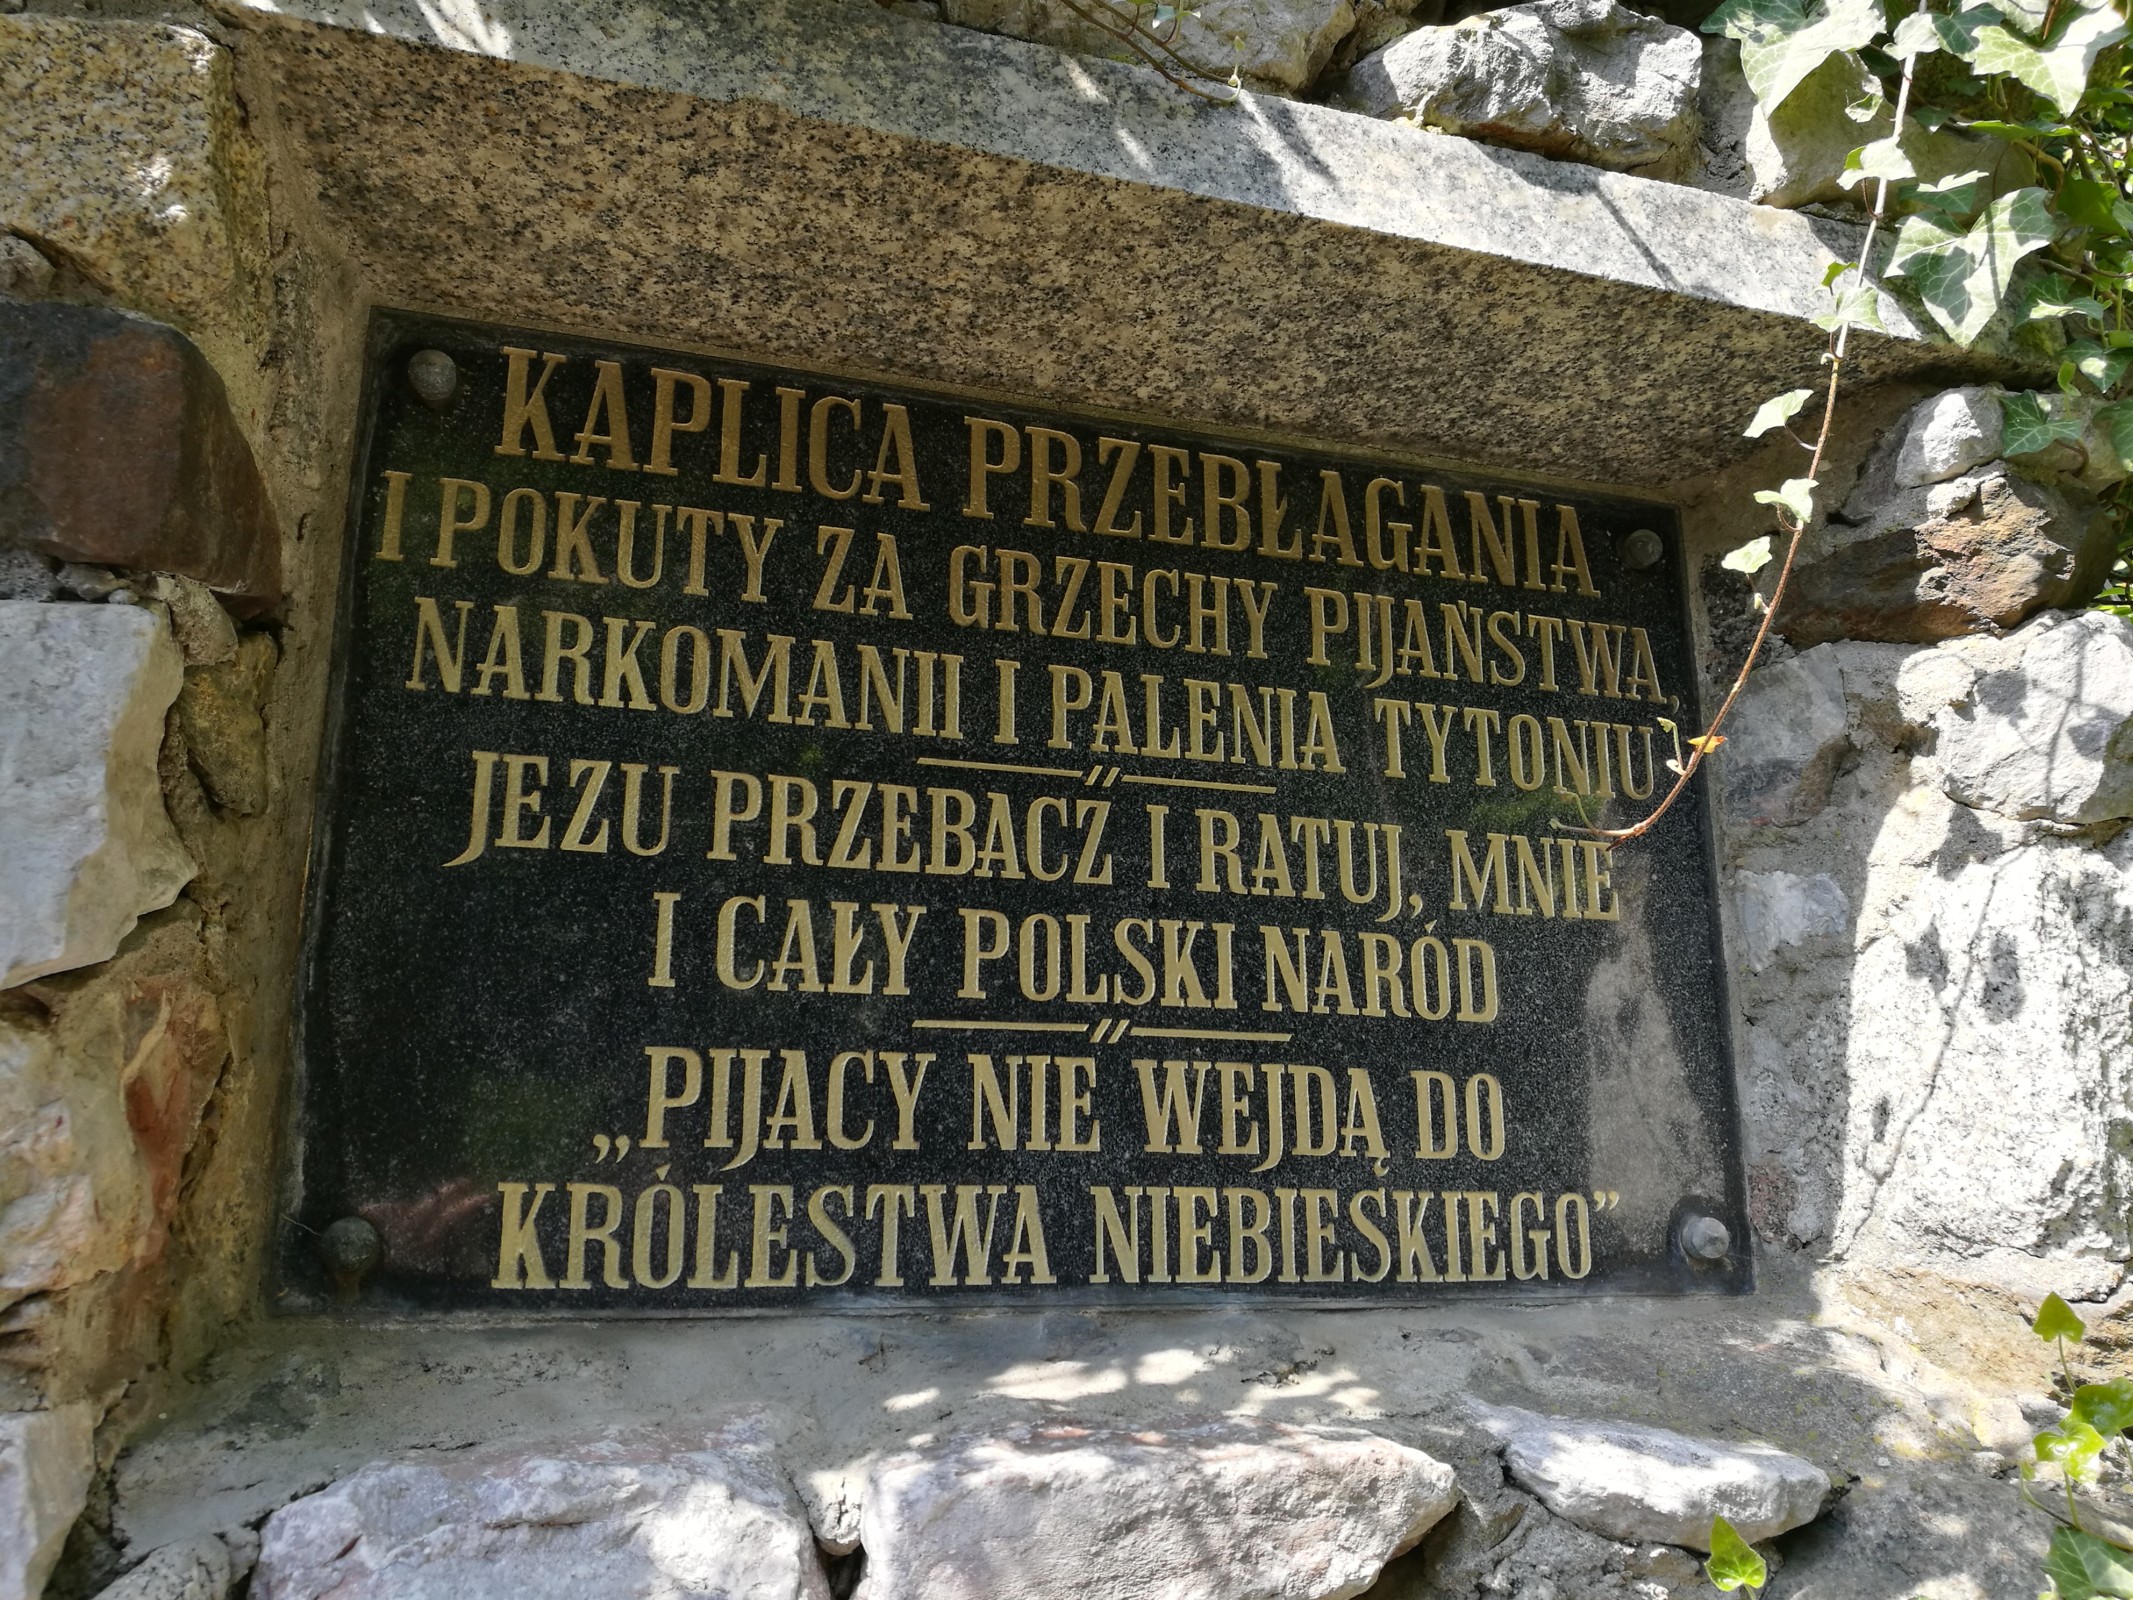 KAPLICA PRZEBŁAGANIA
I POKUTY ZA GRZECHY PIJAŃSTWA,
NARKOMANII I PALENIA TYTONIU
JEZU PRZEBACZ I RATUJ, MNIE
I CAŁY POLSKI NARÓD
„PIJACY NIE WEJDĄ DO
KRÓLESTWA NIEBIESKIEGO”